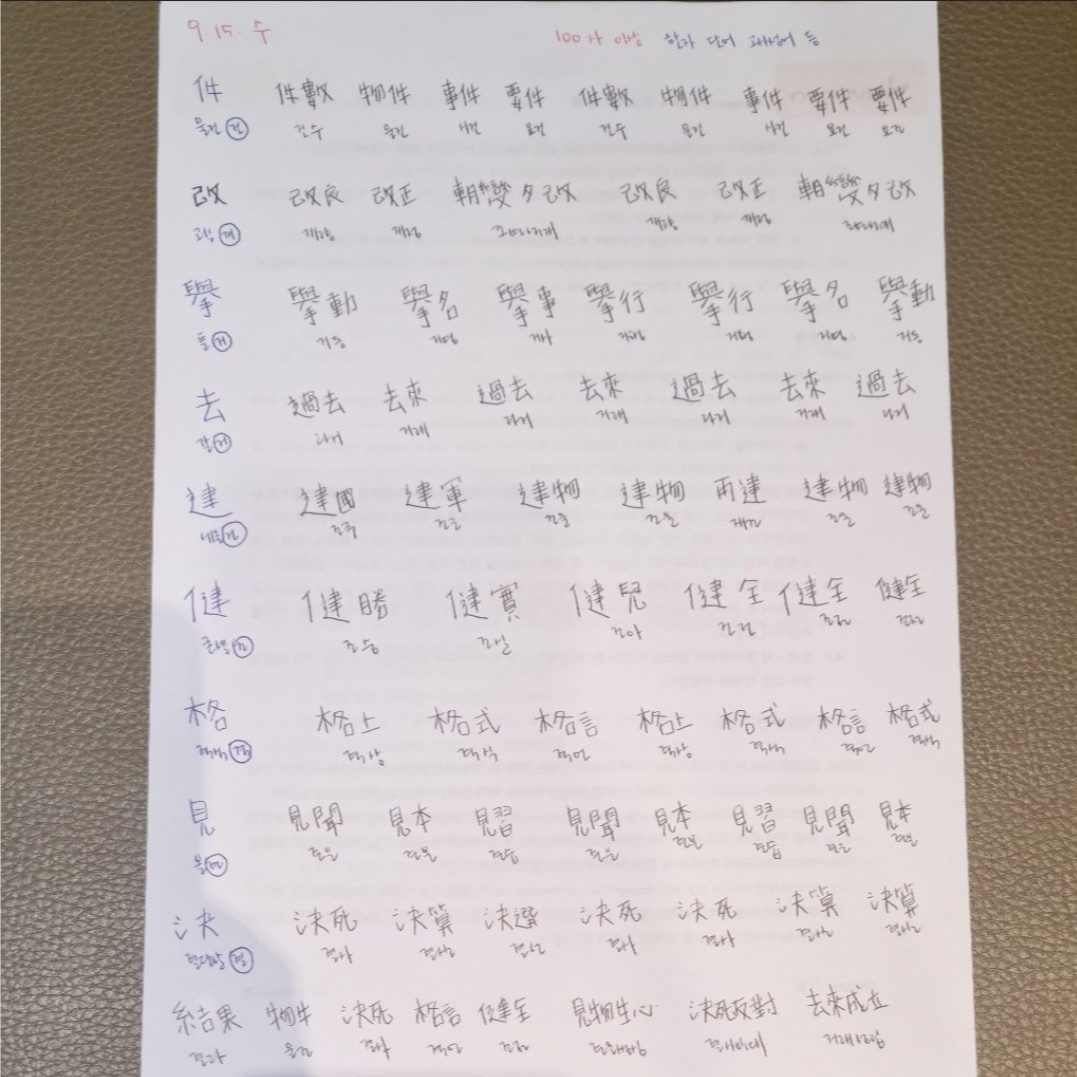 9. 15. 수 100자 이상 한자 단어 고사성어 등
件 件數 物件 事件 要件 件數 物件 事件 要件 要件
물건 건 건수 물건 사건 요건 건수 물건 사건 요건 요건
改 改良 改正 朝變夕改 改良 改正 朝變夕改
고칠 개 개량 개정 조변석개 개량 개정 조변석개
擧 擧動 擧名 擧事 擧行 擧行 擧名 擧動
들 거 거동 거명 거사 거행 거행 거명 거동
去 過去 去來 過去 去來 過去 去來 過去
갈 거 과거 거래 과거 거래 과거 거래 과거
建 建國 建軍 建物 建物 再建 建物 建物
세울 건 건국 건군 건물 건물 재건 건물 건물
健 健勝 健實 健兒 健全 健全 健全
굳셀 건 건승 건실 건아 건전 건전 건전
格 格上 格式 格言 格上 格式 格言 格式
격식 격 격상 격식 격언 격상 격식 격언 격식
見 見聞 見本 見習 見聞 見本 見習 見聞 見本
볼 견 견문 견본 견습 견문 견본 견습 견문 견본
決 決死 決算 決選 決死 決死 決算 決算
결단할 결 결사 결산 결선 결사 결사 결산 결산
結果 物件 決死 格言 健全 見物生心 決死反對 去來成立
결과 물건 결사 격언 건전 견물생심 결사반대 거래성립